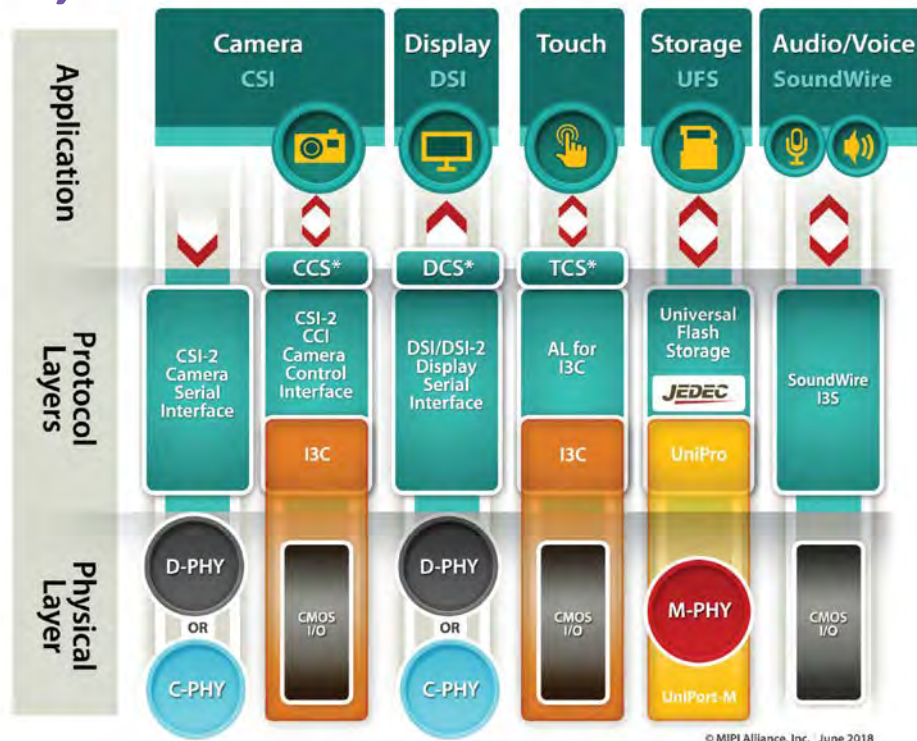 Application
Protocol
Layers
Physical
Layer
Camera
CSI
Display
DSI
Touch
Storage
UFS
Audio/Voice
SoundWire
CCS*
DCS*
TCS*
CSI-2
Camera
Serial
Interface
CSI-2
CCI
Camera
Control
Interface
I3C
DSI/DSI-2
Display
Serial
Interface
AL for
I3C
I3C
Universal
Flash
Storage
JEDEC
UniPro
SoundWire
I3S
D-PHY
OR
C-PHY
CMOS
I/O
D-PHY
OR
C-PHY
CMOS
I/O
M-PHY
UniPort-M
CMOS
I/O
© MIPI Alliance, Inc. June 2018